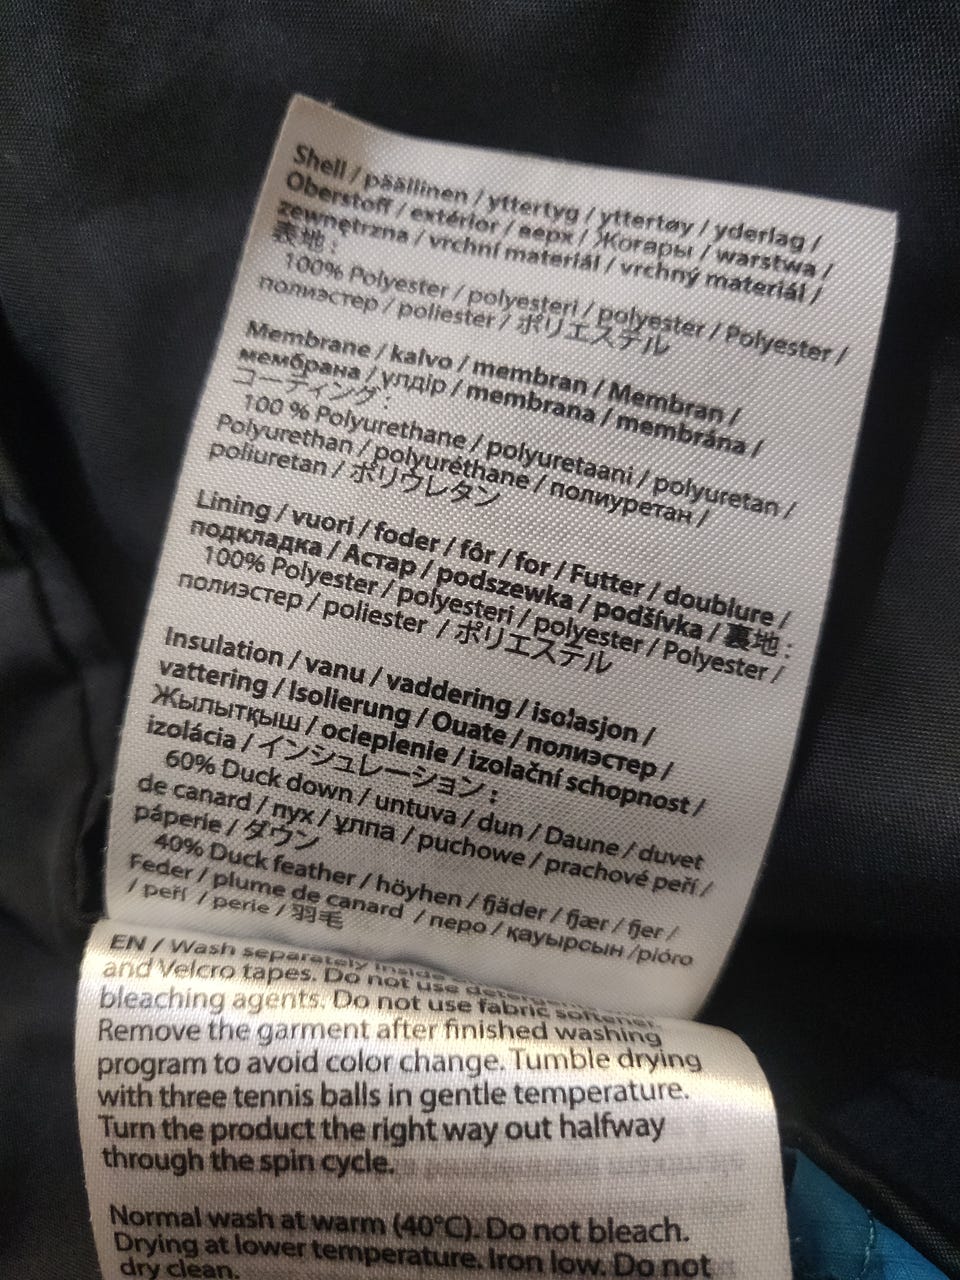 Shell / päällinen / yttertyg / yttertøy / yderlag /
Oberstoff / extérior / верх / Жоғары / warstwa /
zewnętrzna / vrchní materiál / vrchný materiál /
表地 :
100% Polyester / polyesteri / polyester / Polyester /
полиэстер / poliester / ポリエステル
Membrane / kalvo / membran / Membran /
мембрана / үлдір / membrana / membrána /
コーティング :
100 % Polyurethane / polyuretaani / polyuretan /
Polyurethan / polyuréthane / полиуретан /
poliuretan / ポリウレタン
Lining / vuori / foder / fôr / for / Futter / doublure /
подкладка / Астар / podszewka / podšívka / 裏地 :
100% Polyester / polyesteri / polyester / Polyester /
полиэстер / poliester / ポリエステル
Insulation / vanu / vaddering / isolasjon /
vattering / Isolierung / Ouate / полиэстер /
Жылытқыш / ocieplenie / izolační schopnost /
izolácia / インシュレーション :
60% Duck down / untuva / dun / Daune / duvet
de canard / пух / ұлпа / puchowe / prachové peří /
páperie / ダウン
40% Duck feather / höyhen / fjäder / fjær / fjer /
Feder / plume de canard / перо / қауырсын /pióro
/ peří / perie / 羽毛
EN / Wash separately inside
and Velcro tapes. Do not use
bleaching agents. Do not use fabric softener.
Remove the garment after finished washing
program to avoid color change. Tumble drying
with three tennis balls in gentle temperature.
Turn the product the right way out halfway
through the spin cycle.
Normal wash at warm (40°C). Do not bleach.
Drying at lower temperature. Iron low. Do not
dry clean.